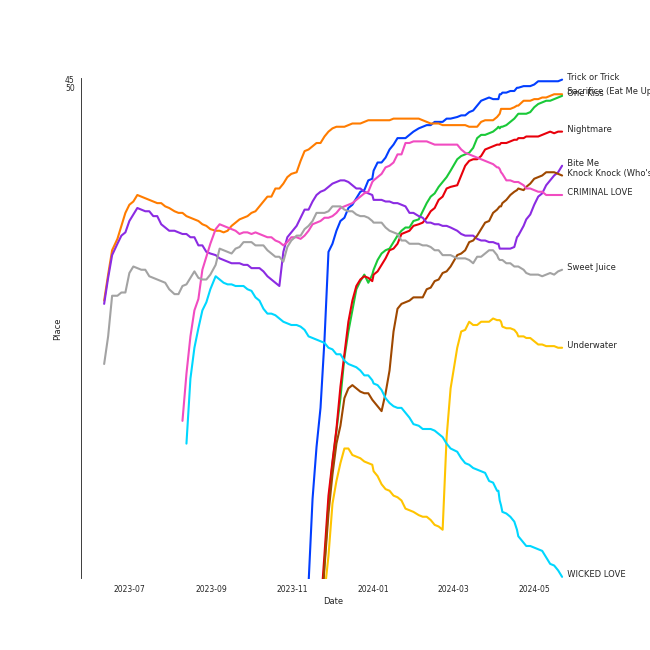 45
50
Trick or Trick
Sacrifice (Eat Me Up
One Kiss
Nightmare
Bite Me
Knock Knock (Who's
CRIMINAL LOVE
Sweet Juice
Underwater
WICKED LOVE
Place
2023-07
2023-09
2023-11
2024-01
2024-03
2024-05
Date